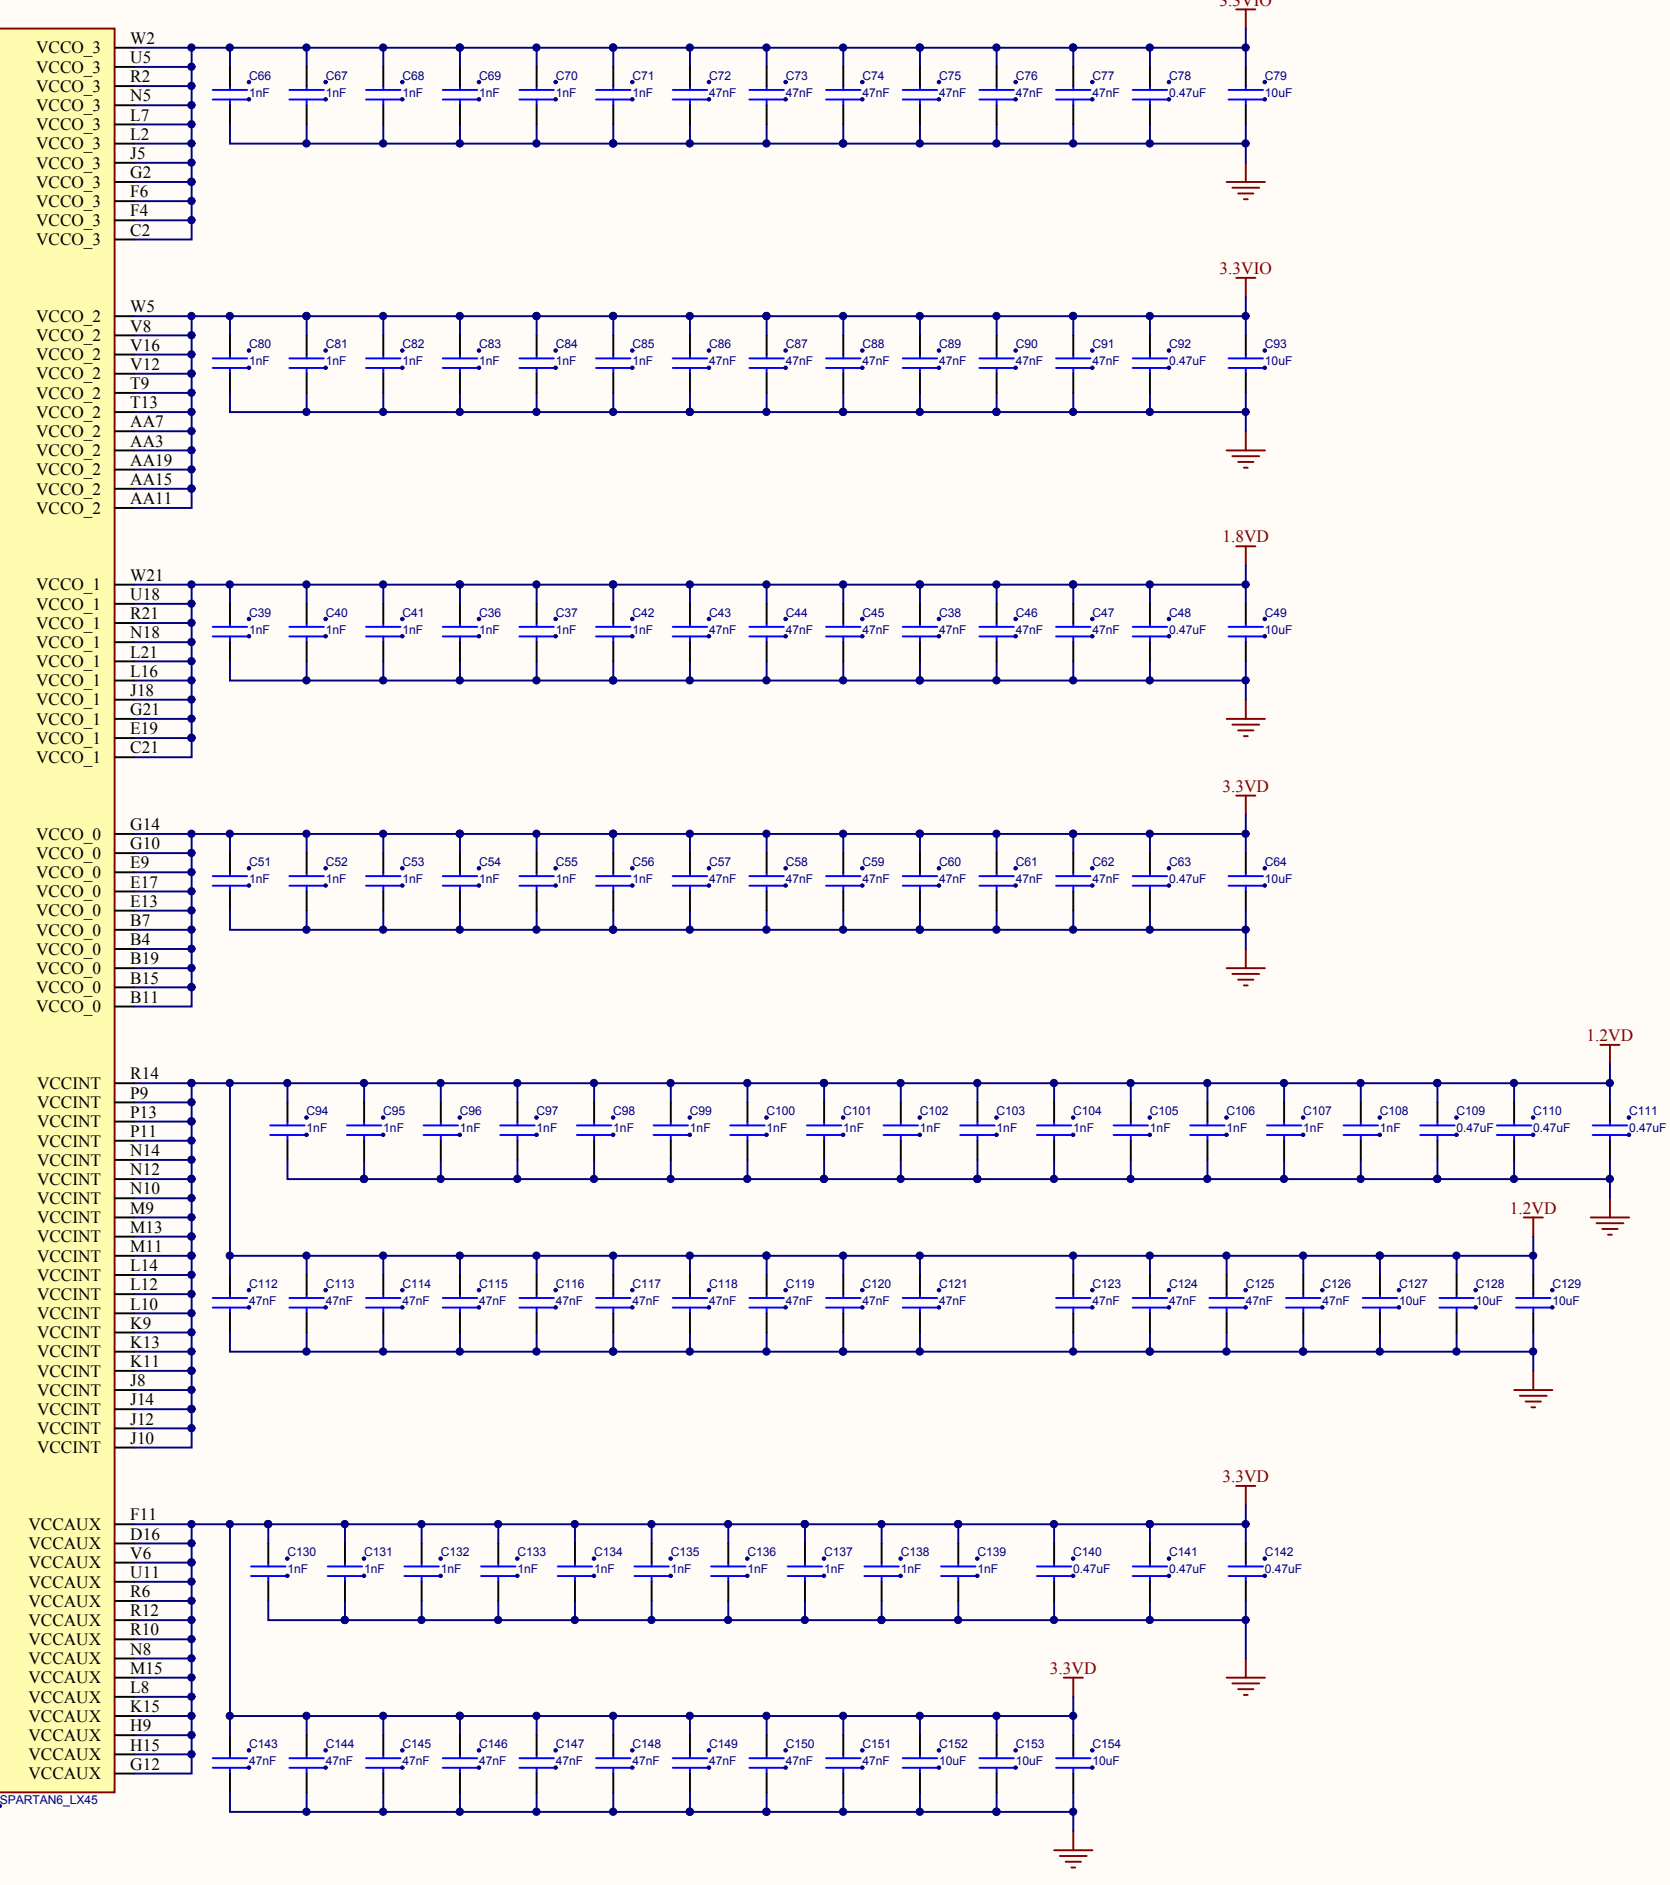 3.3VIO
VCCO_3 W2
VCCO_3 U5
VCCO_3 R2
VCCO_3 N5
VCCO_3 L7
VCCO_3 L2
VCCO_3 J5
VCCO_3 G2
VCCO_3 F6
VCCO_3 F4
VCCO_3 C2
C66 C67 C68 C69 C70 C71 C72 C73 C74 C75 C76 C77 C78 C79
1nF 1nF 1nF 1nF 1nF 1nF 47nF 47nF 47nF 47nF 47nF 47nF 0.47uF 10uF
3.3VIO
VCCO_2 W5
VCCO_2 V8
VCCO_2 V16
VCCO_2 V12
VCCO_2 T9
VCCO_2 T13
VCCO_2 AA7
VCCO_2 AA3
VCCO_2 AA19
VCCO_2 AA15
VCCO_2 AA11
C80 C81 C82 C83 C84 C85 C86 C87 C88 C89 C90 C91 C92 C93
1nF 1nF 1nF 1nF 1nF 1nF 47nF 47nF 47nF 47nF 47nF 47nF 0.47uF 10uF
1.8VD
VCCO_1 W21
VCCO_1 U18
VCCO_1 R21
VCCO_1 N18
VCCO_1 L21
VCCO_1 L16
VCCO_1 J18
VCCO_1 G21
VCCO_1 E19
VCCO_1 C21
C39 C40 C41 C36 C37 C42 C43 C44 C45 C38 C46 C47 C48 C49
1nF 1nF 1nF 1nF 1nF 1nF 47nF 47nF 47nF 47nF 47nF 47nF 0.47uF 10uF
3.3VD
VCCO_0 G14
VCCO_0 G10
VCCO_0 E9
VCCO_0 E17
VCCO_0 E13
VCCO_0 B7
VCCO_0 B4
VCCO_0 B19
VCCO_0 B15
VCCO_0 B11
C51 C52 C53 C54 C55 C56 C57 C58 C59 C60 C61 C62 C63 C64
1nF 1nF 1nF 1nF 1nF 1nF 47nF 47nF 47nF 47nF 47nF 47nF 0.47uF 10uF
1.2VD
VCCINT R14
VCCINT P9
VCCINT P13
VCCINT P11
VCCINT N14
VCCINT N12
VCCINT N10
VCCINT M9
VCCINT M13
VCCINT M11
VCCINT L14
VCCINT L12
VCCINT L10
VCCINT K9
VCCINT K13
VCCINT K11
VCCINT J8
VCCINT J14
VCCINT J12
VCCINT J10
C94 C95 C96 C97 C98 C99 C100 C101 C102 C103 C104 C105 C106 C107 C108 C109 C110 C111
1nF 1nF 1nF 1nF 1nF 1nF 1nF 1nF 1nF 1nF 1nF 1nF 1nF 1nF 1nF 0.47uF 0.47uF 0.47uF
1.2VD
C112 C113 C114 C115 C116 C117 C118 C119 C120 C121 C123 C124 C125 C126 C127 C128 C129
47nF 47nF 47nF 47nF 47nF 47nF 47nF 47nF 47nF 47nF 47nF 47nF 47nF 47nF 10uF 10uF 10uF
3.3VD
VCCAUX F11
VCCAUX D16
VCCAUX V6
VCCAUX U11
VCCAUX R6
VCCAUX R12
VCCAUX R10
VCCAUX N8
VCCAUX M15
VCCAUX L8
VCCAUX K15
VCCAUX H9
VCCAUX H15
VCCAUX G12
C130 C131 C132 C133 C134 C135 C136 C137 C138 C139 C140 C141 C142
1nF 1nF 1nF 1nF 1nF 1nF 1nF 1nF 1nF 1nF 0.47uF 0.47uF 0.47uF
3.3VD
C143 C144 C145 C146 C147 C148 C149 C150 C151 C152 C153 C154
47nF 47nF 47nF 47nF 47nF 47nF 47nF 47nF 47nF 10uF 10uF 10uF
SPARTAN6_LX45